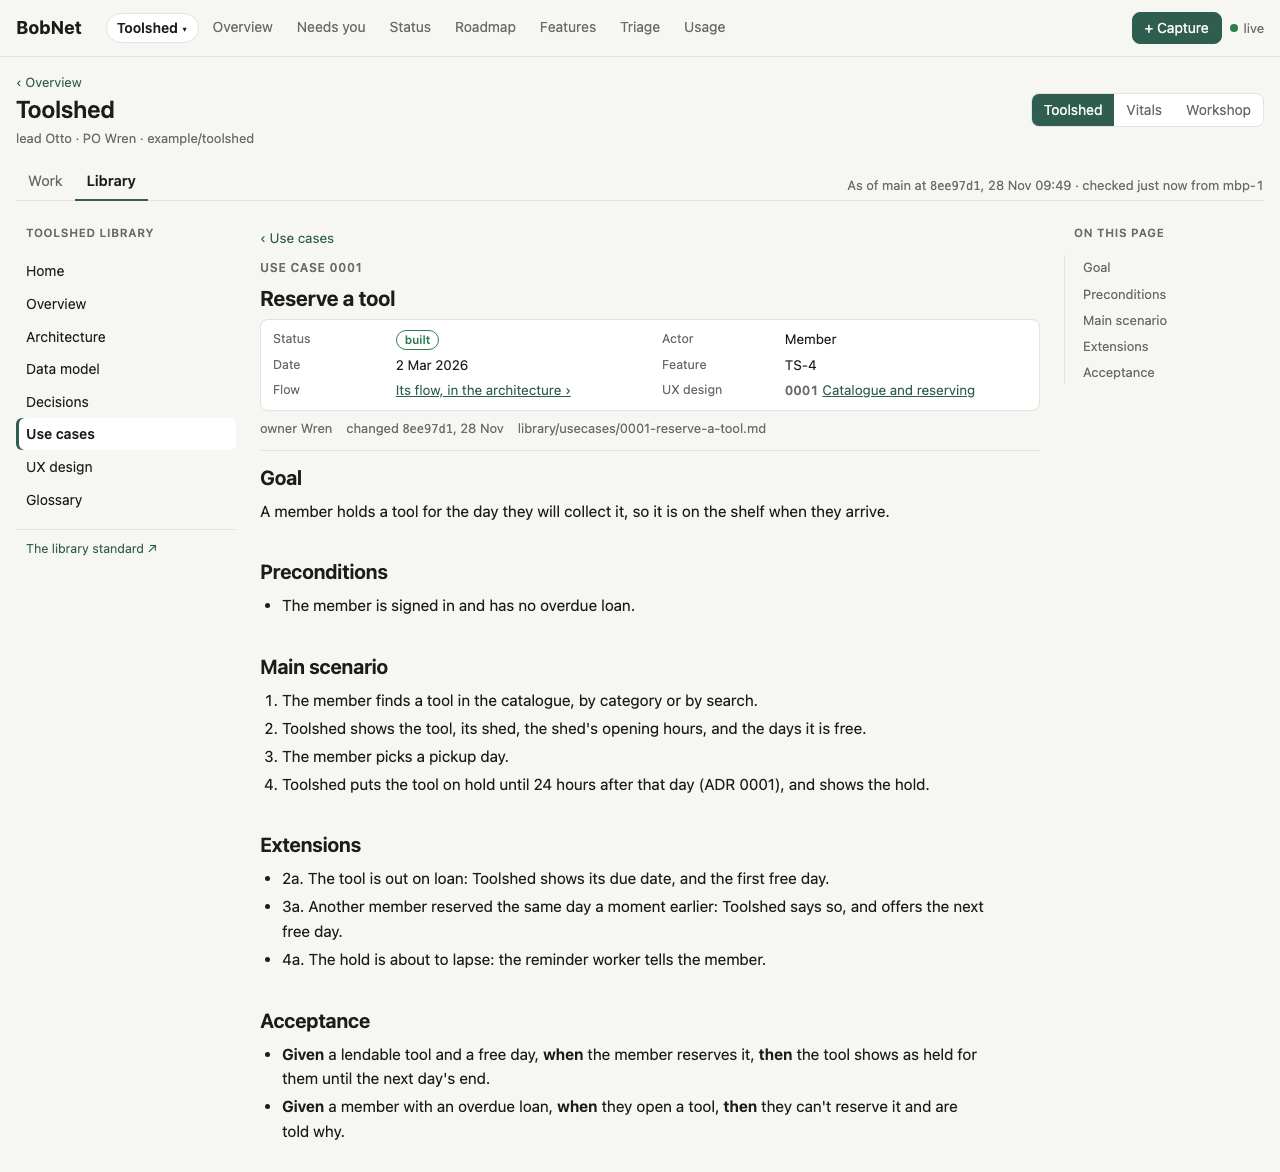 BobNet
Toolshed ▾
Overview
Needs you
Status
Roadmap
Features
Triage
Usage
+ Capture
live
‹ Overview
Toolshed
lead Otto · PO Wren · example/toolshed
Toolshed
Vitals
Workshop
Work
Library
As of main at 8ee97d1, 28 Nov 09:49 · checked just now from mbp-1
TOOLSHED LIBRARY
Home
Overview
Architecture
Data model
Decisions
Use cases
UX design
Glossary
The library standard ↗
‹ Use cases
USE CASE 0001
Reserve a tool
Status built Actor Member
Date 2 Mar 2026 Feature TS-4
Flow Its flow, in the architecture › UX design 0001 Catalogue and reserving
owner Wren changed 8ee97d1, 28 Nov library/usecases/0001-reserve-a-tool.md
Goal
A member holds a tool for the day they will collect it, so it is on the shelf when they arrive.
Preconditions
• The member is signed in and has no overdue loan.
Main scenario
1. The member finds a tool in the catalogue, by category or by search.
2. Toolshed shows the tool, its shed, the shed's opening hours, and the days it is free.
3. The member picks a pickup day.
4. Toolshed puts the tool on hold until 24 hours after that day (ADR 0001), and shows the hold.
Extensions
• 2a. The tool is out on loan: Toolshed shows its due date, and the first free day.
• 3a. Another member reserved the same day a moment earlier: Toolshed says so, and offers the next
free day.
• 4a. The hold is about to lapse: the reminder worker tells the member.
Acceptance
• Given a lendable tool and a free day, when the member reserves it, then the tool shows as held for
them until the next day's end.
• Given a member with an overdue loan, when they open a tool, then they can't reserve it and are
told why.
ON THIS PAGE
Goal
Preconditions
Main scenario
Extensions
Acceptance